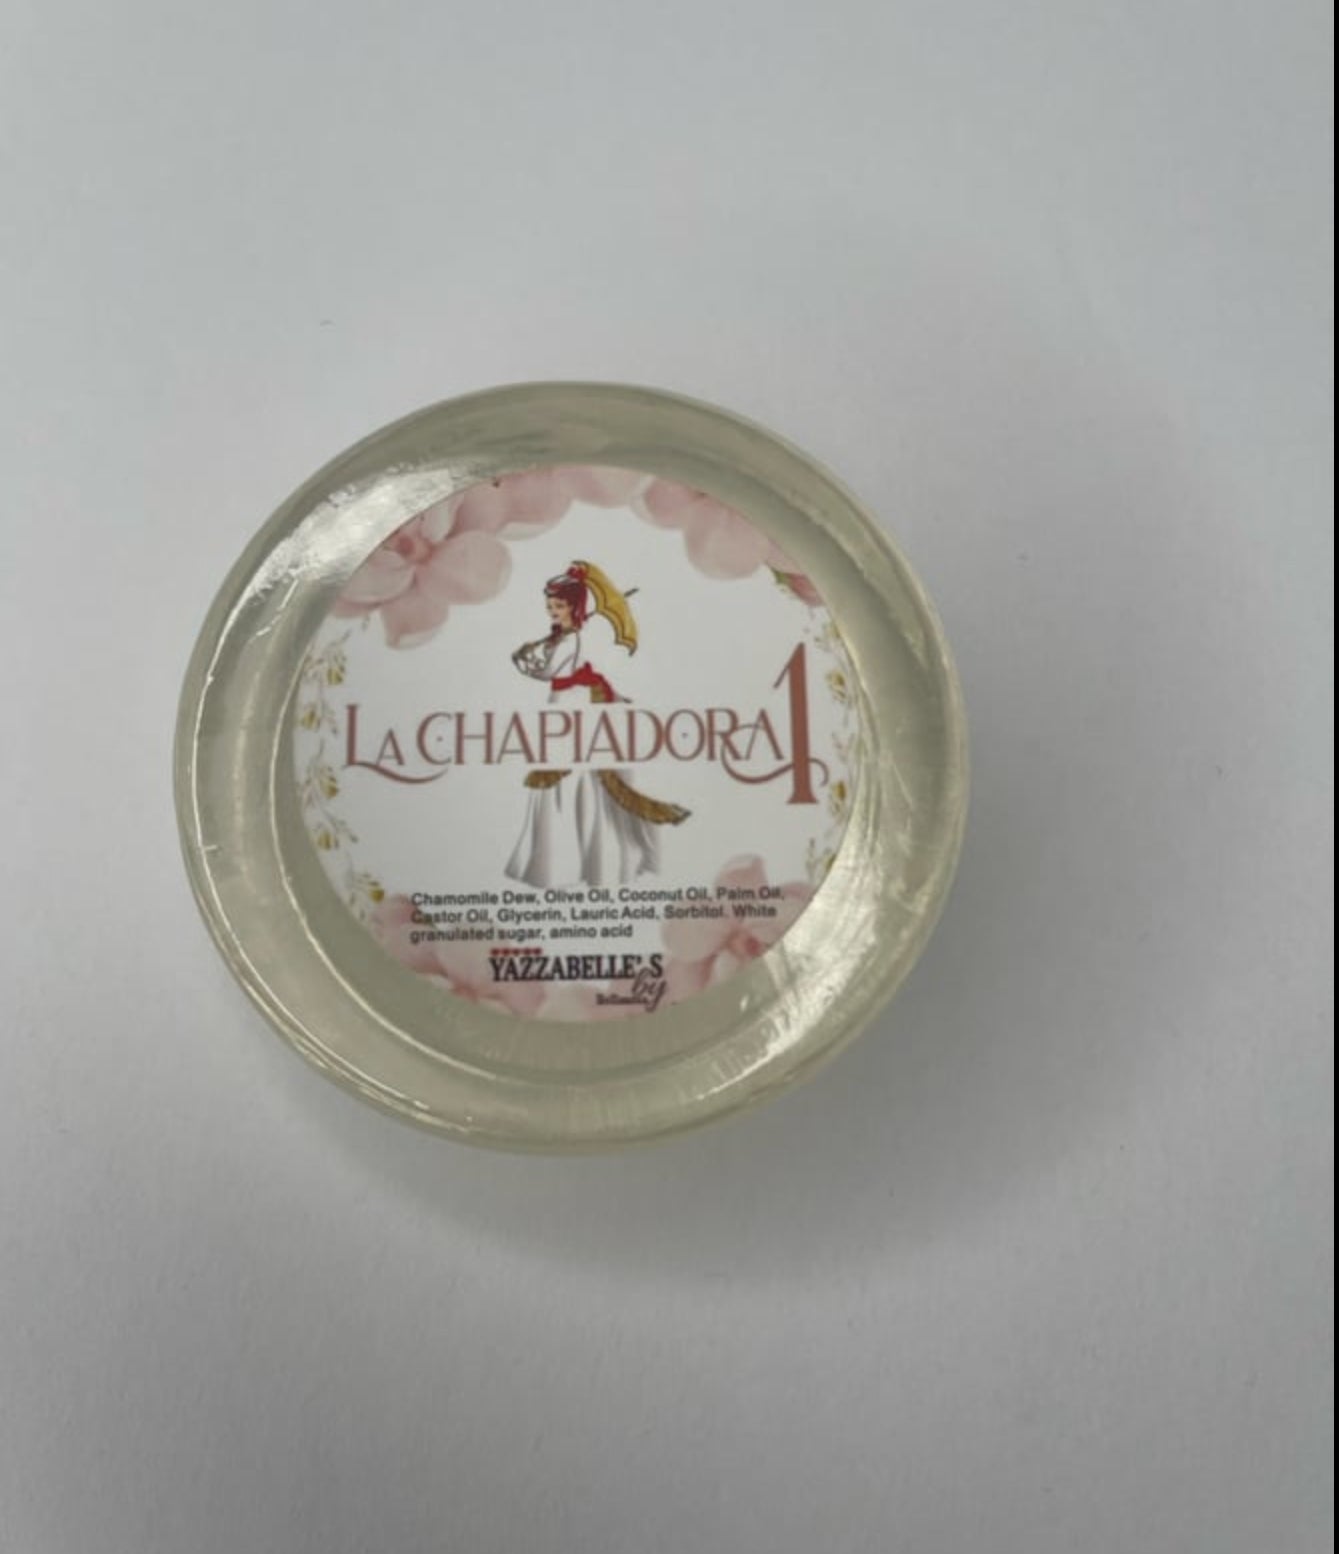 LA CHAPIADORA 1
Chamomile Dew, Olive Oil, Coconut Oil, Palm Oil,
Castor Oil, Glycerin, Lauric Acid, Sorbitol. White
granulated sugar, amino acid
YAZZABELLE'S
by